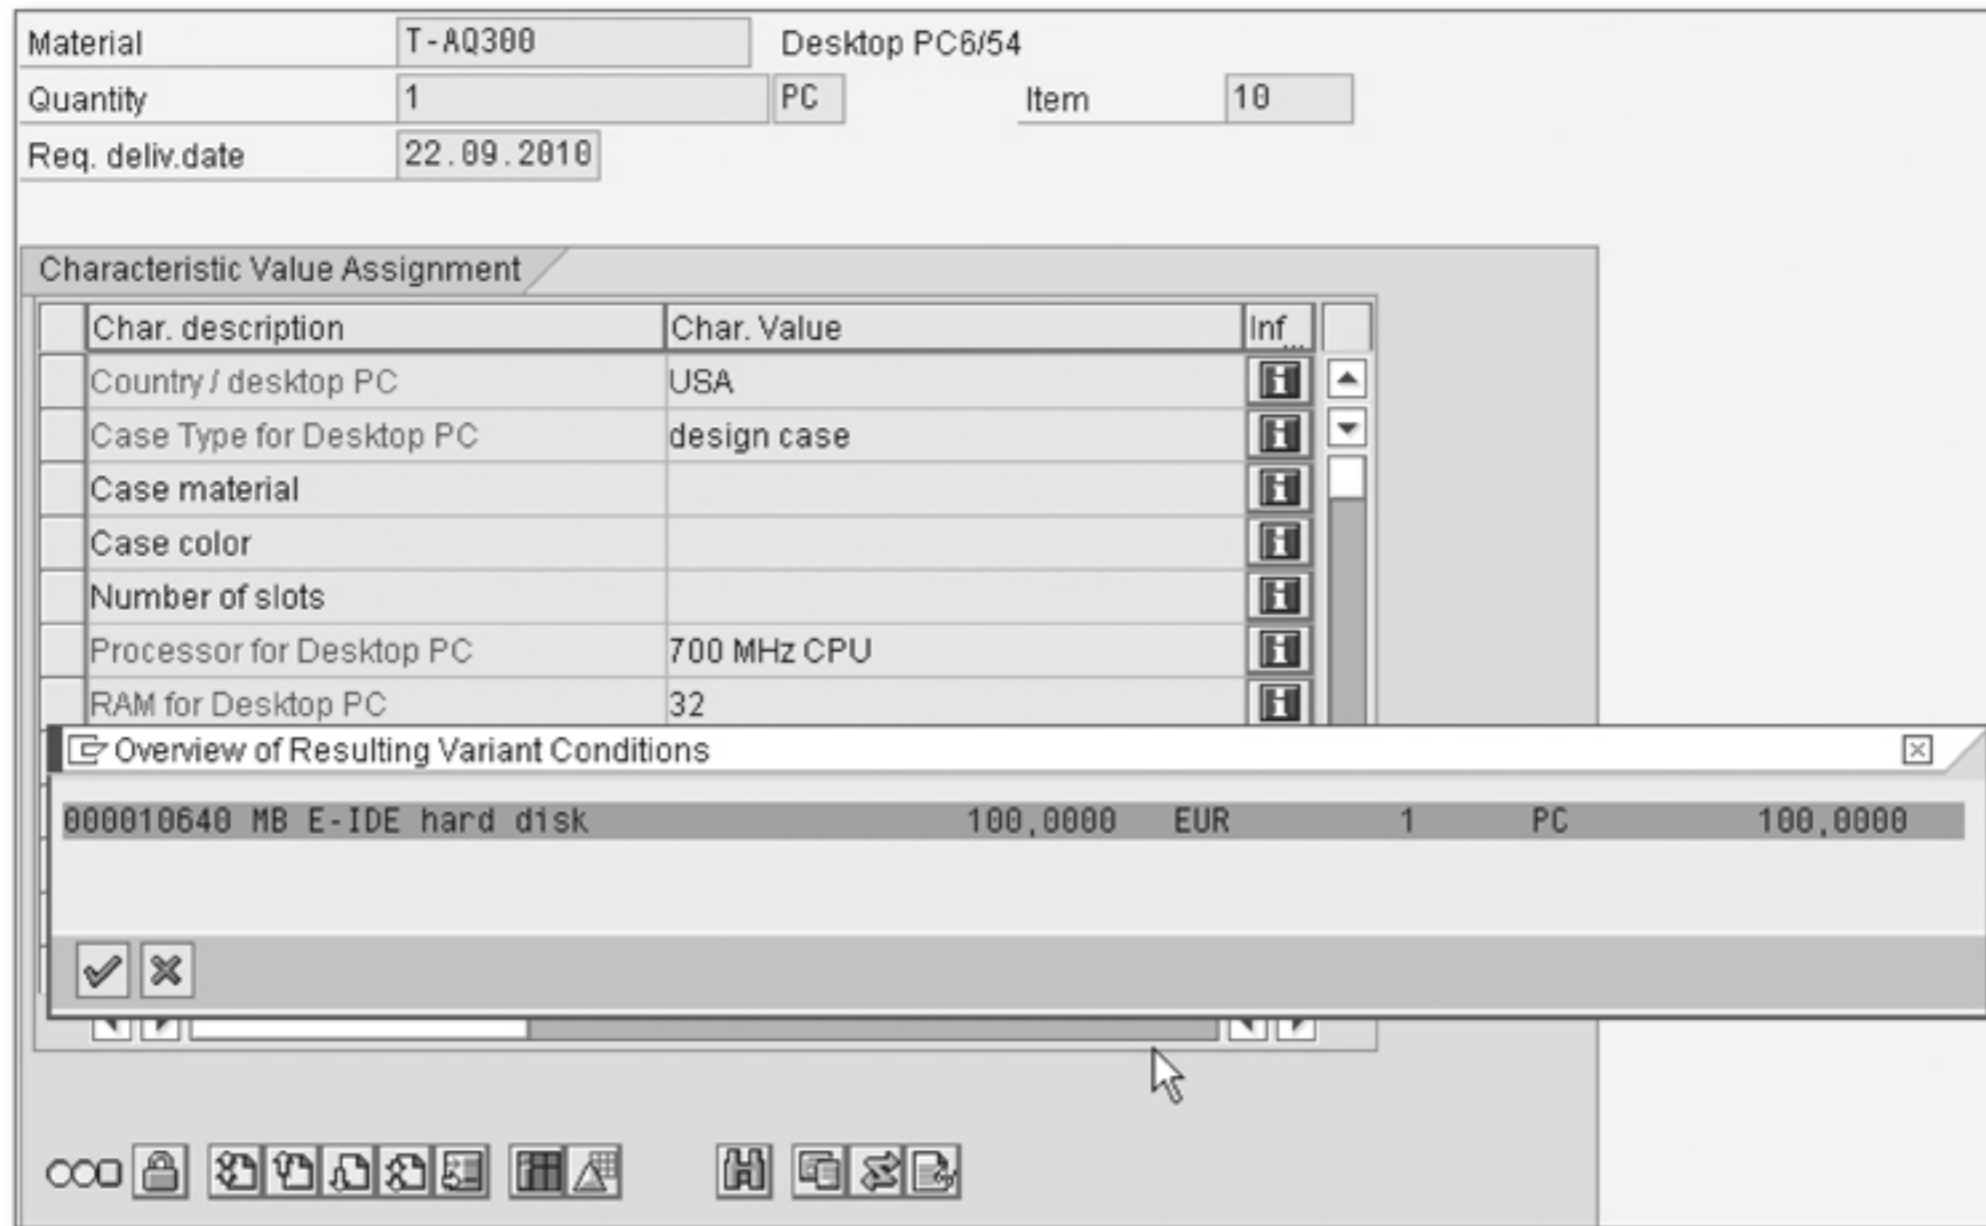 Material T-AQ300 Desktop PC6/54
Quantity 1 PC Item 10
Req. deliv.date 22.09.2010
Characteristic Value Assignment
Char. description Char. Value Inf...
Country / desktop PC USA
Case Type for Desktop PC design case
Case material
Case color
Number of slots
Processor for Desktop PC 700 MHz CPU
RAM for Desktop PC 32
Overview of Resulting Variant Conditions
000010640 MB E-IDE hard disk 100,0000 EUR 1 PC 100,0000